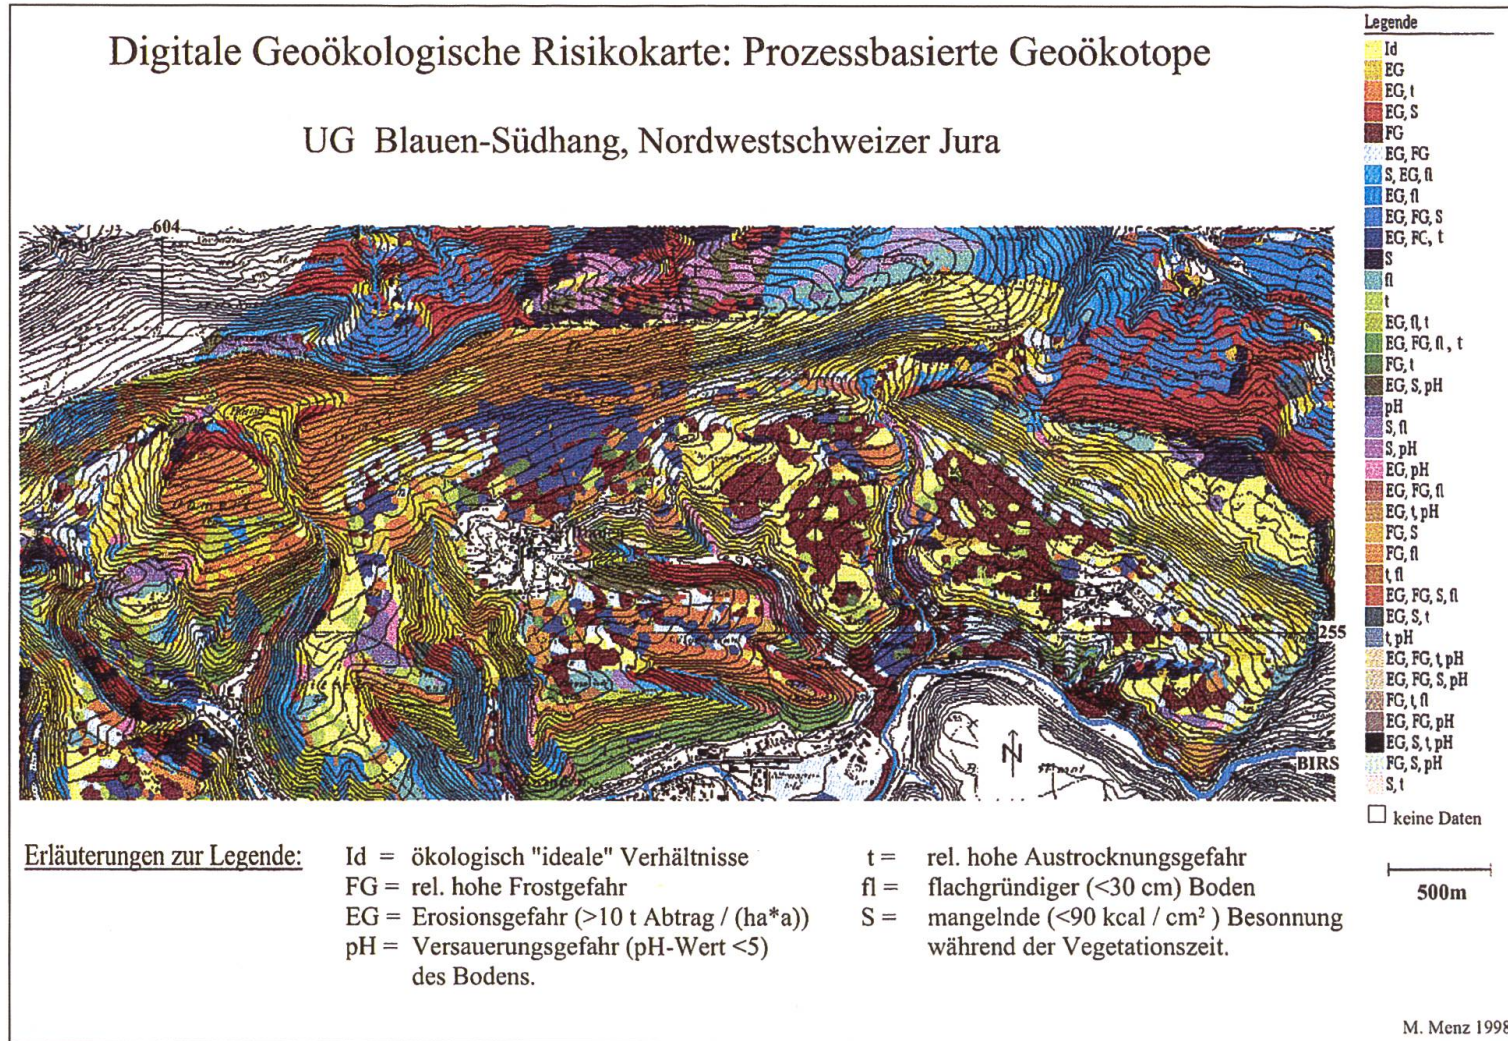 Digitale Geoökologische Risikokarte: Prozessbasierte Geoökotope
UG Blauen-Südhang, Nordwestschweizer Jura
Legende
Id
EG
EG, t
EG, S
FG
EG, FG
S, EG, fl
EG, fl
EG, FG, S
EG, FC, t
S
fl
t
EG, fl, t
EG, FG, fl, t
FG, t
EG, S, pH
pH
S, fl
S, pH
EG, pH
EG, FG, fl
EG, t, pH
FG, S
FG, fl
t, fl
EG, FG, S, fl
EG, S, t
t, pH
EG, FG, t, pH
EG, FG, S, pH
FG, t, fl
EG, FG, pH
EG, S, t, pH
FG, S, pH
S, t
keine Daten
500m
604
255
N
BIRS
Erläuterungen zur Legende:
Id = ökologisch "ideale" Verhältnisse
FG = rel. hohe Frostgefahr
EG = Erosionsgefahr (>10 t Abtrag / (ha*a))
pH = Versauerungsgefahr (pH-Wert <5)
des Bodens.
t = rel. hohe Austrocknungsgefahr
fl = flachgründiger (<30 cm) Boden
S = mangelnde (<90 kcal / cm² ) Besonnung
während der Vegetationszeit.
M. Menz 1998